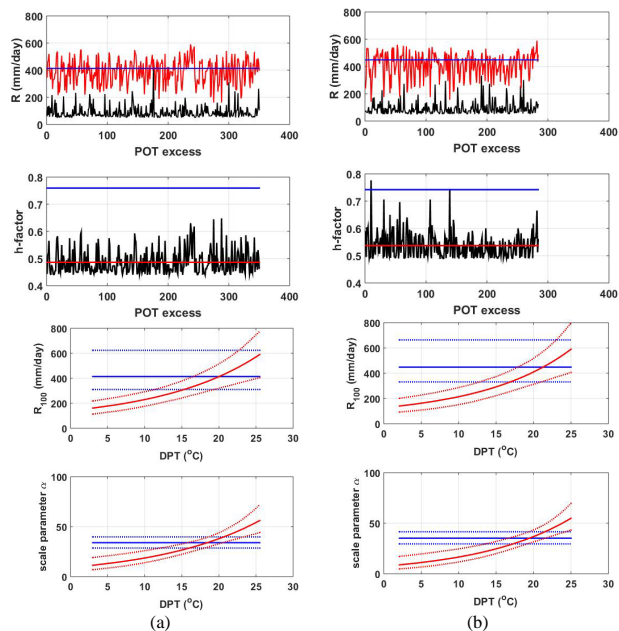 800
600
400
200
0
R (mm/day)
0 100 200 300 400
POT excess
0.8
0.7
0.6
0.5
0.4
h-factor
0 100 200 300 400
POT excess
800
600
400
200
0
R100 (mm/day)
0 5 10 15 20 25 30
DPT (°C)
100
50
0
scale parameter α
0 5 10 15 20 25 30
DPT (°C)
(a)
800
600
400
200
0
R (mm/day)
0 100 200 300 400
POT excess
0.8
0.7
0.6
0.5
0.4
h-factor
0 100 200 300 400
POT excess
800
600
400
200
0
R100 (mm/day)
0 5 10 15 20 25 30
DPT (°C)
100
50
0
scale parameter α
0 5 10 15 20 25 30
DPT (°C)
(b)